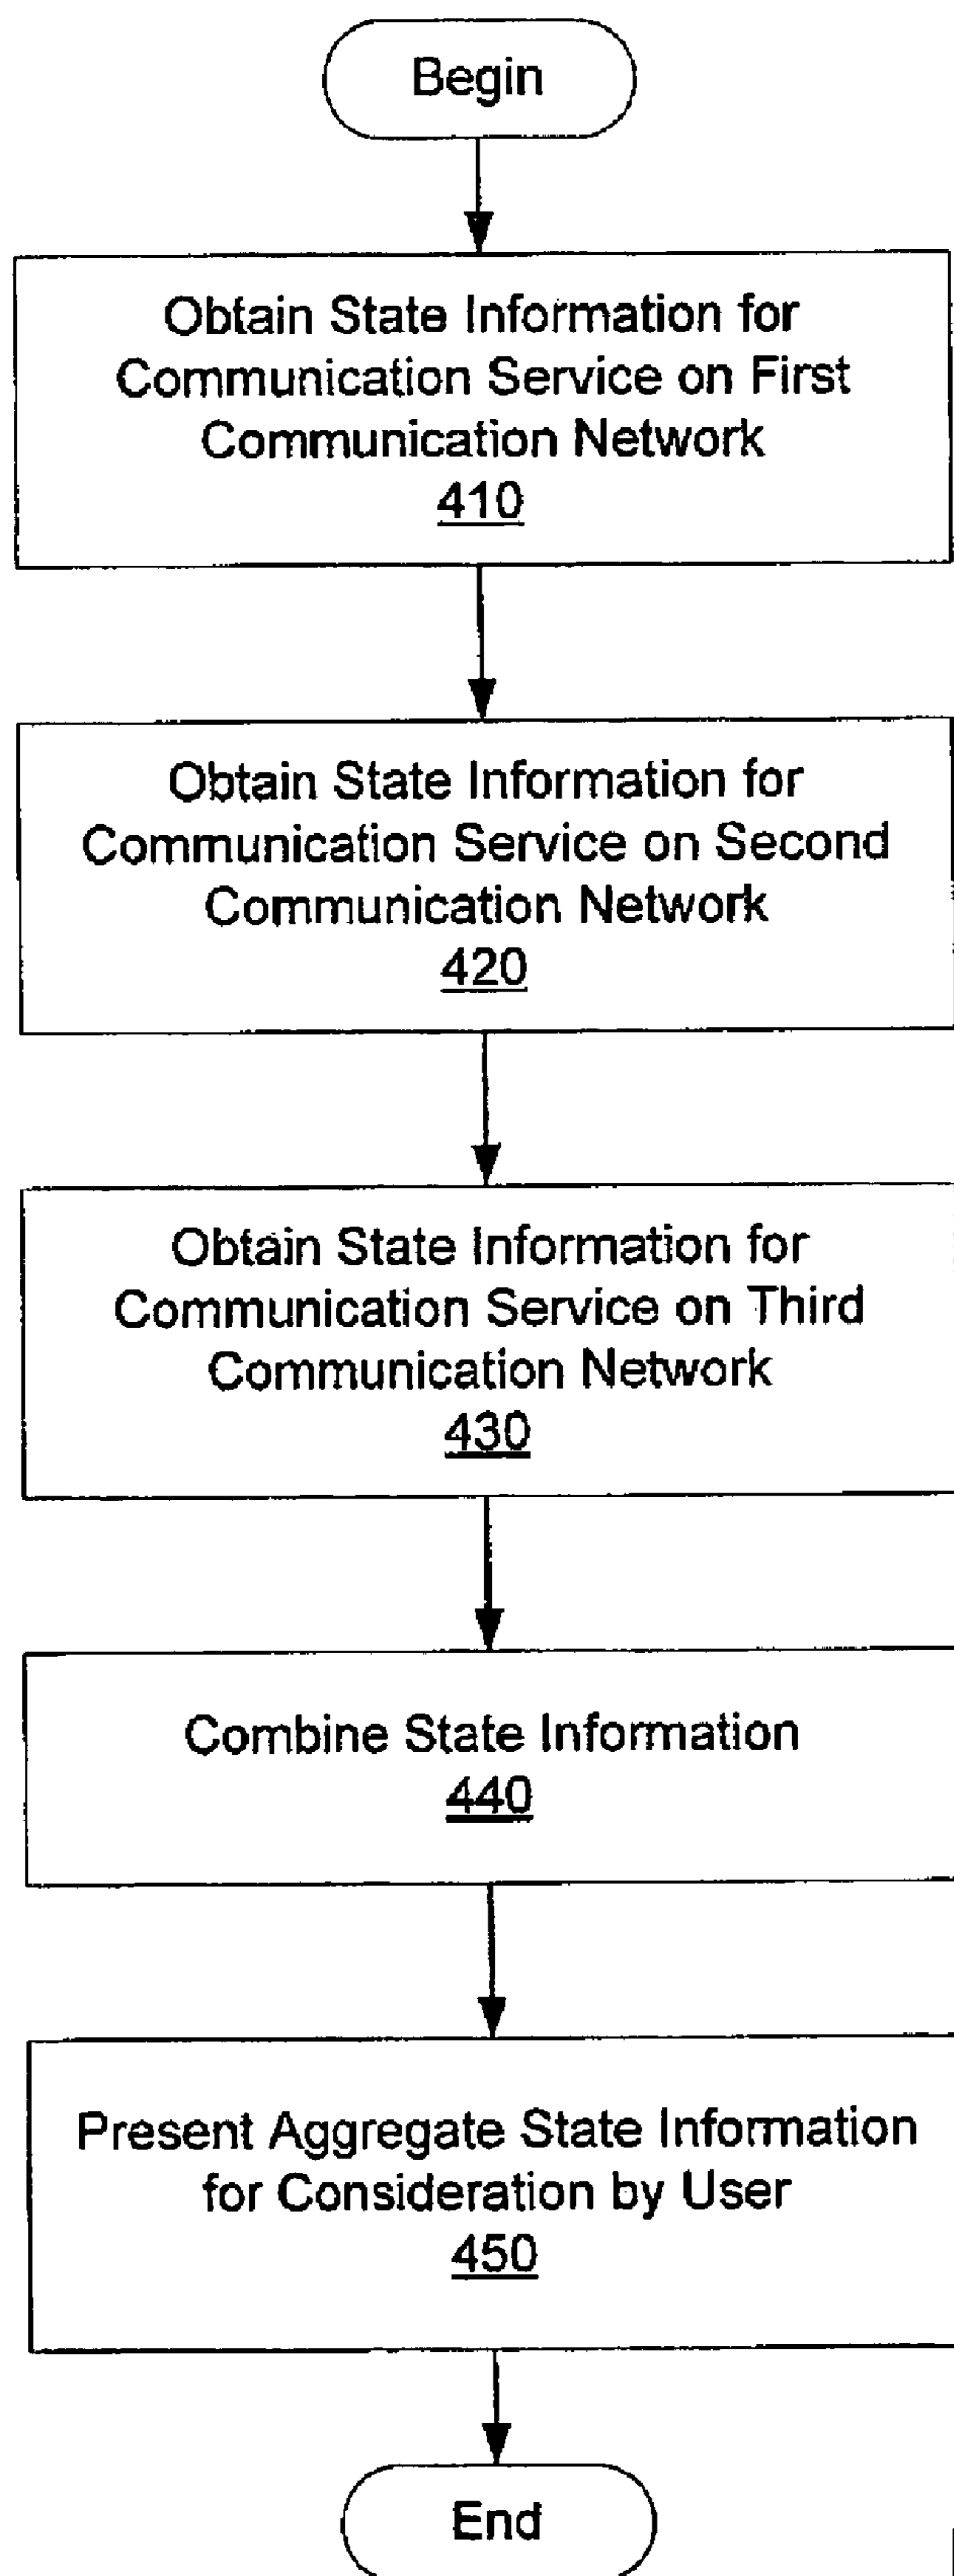 Begin
Obtain State Information for
Communication Service on First
Communication Network
410
Obtain State Information for
Communication Service on Second
Communication Network
420
Obtain State Information for
Communication Service on Third
Communication Network
430
Combine State Information
440
Present Aggregate State Information
for Consideration by User
450
End